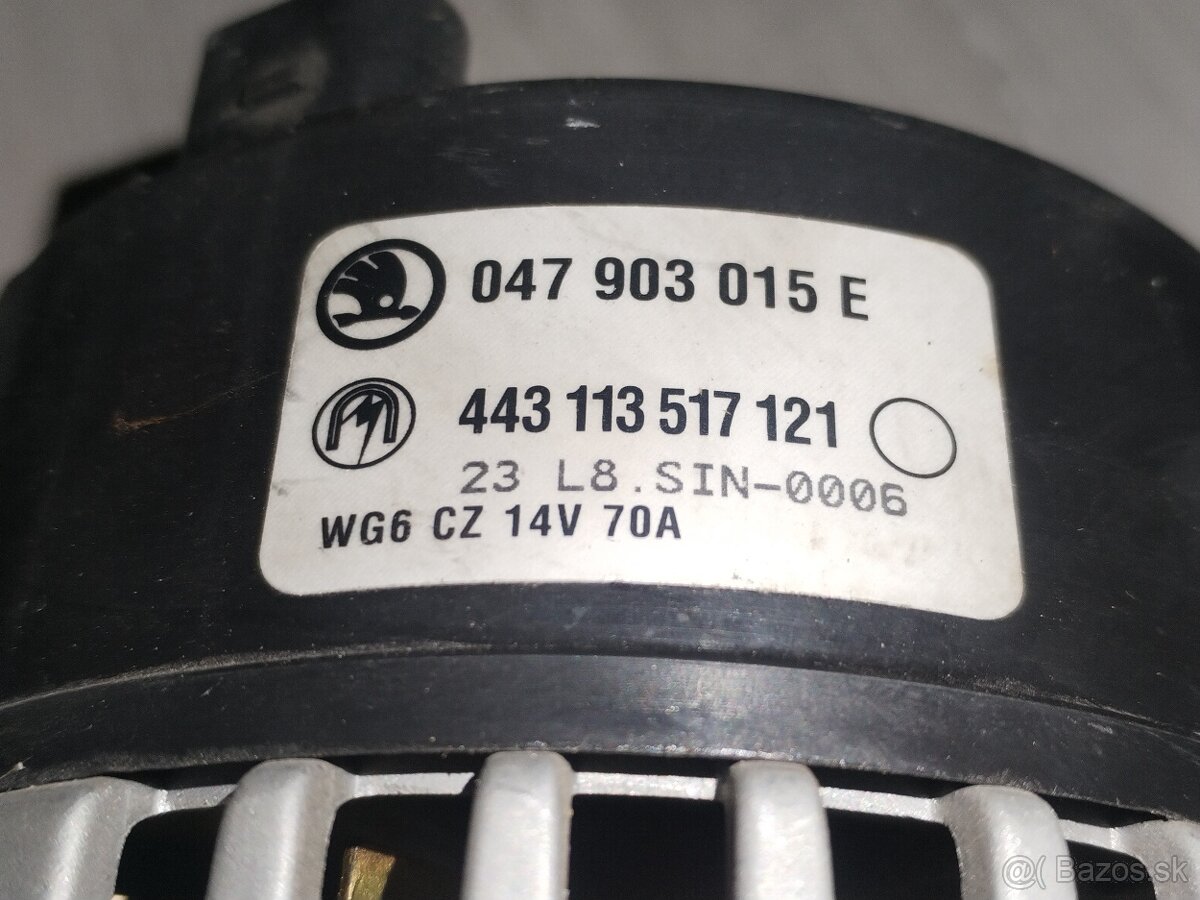 047 903 015 E
443 113 517 121
23 L8.SIN-0006
WG6 CZ 14V 70A
@( Bazos.sk